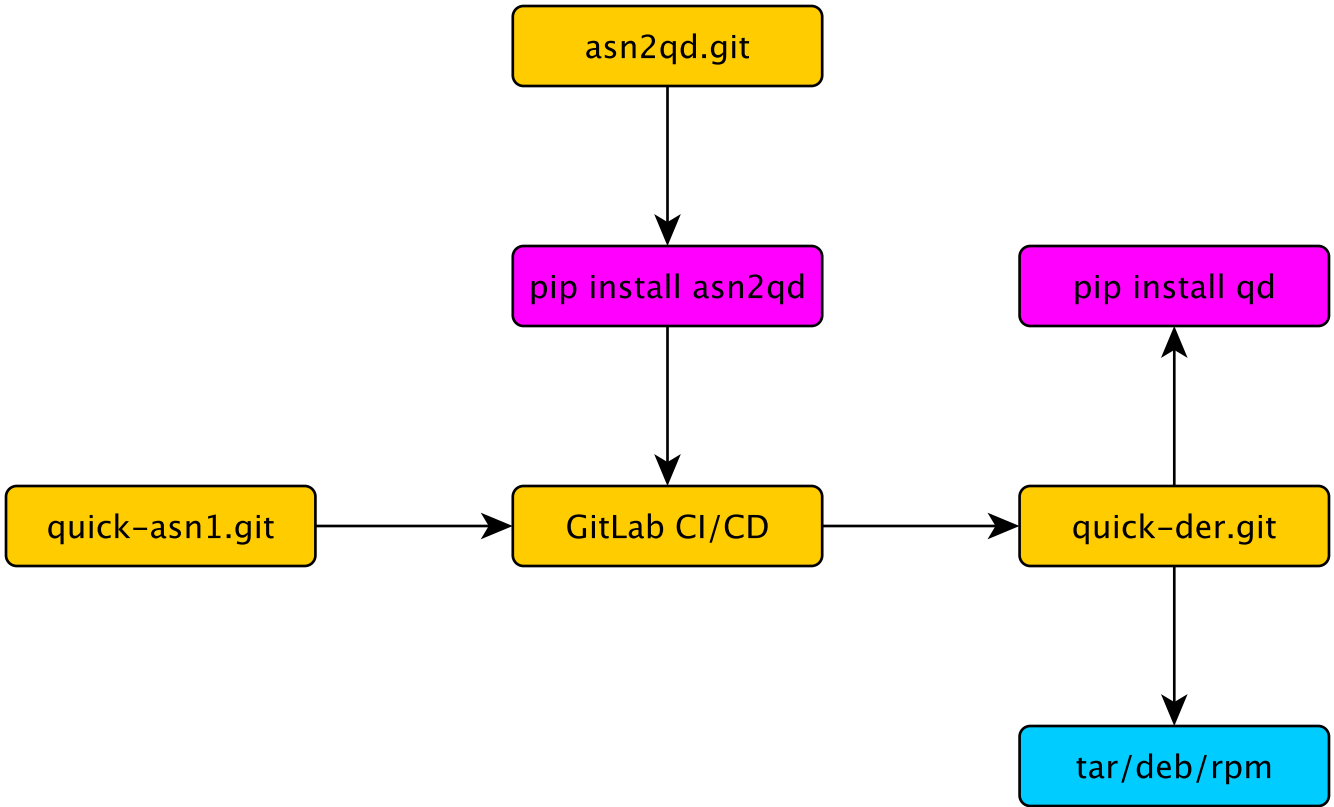 asn2qd.git
pip install asn2qd
pip install qd
quick-asn1.git
GitLab CI/CD
quick-der.git
tar/deb/rpm